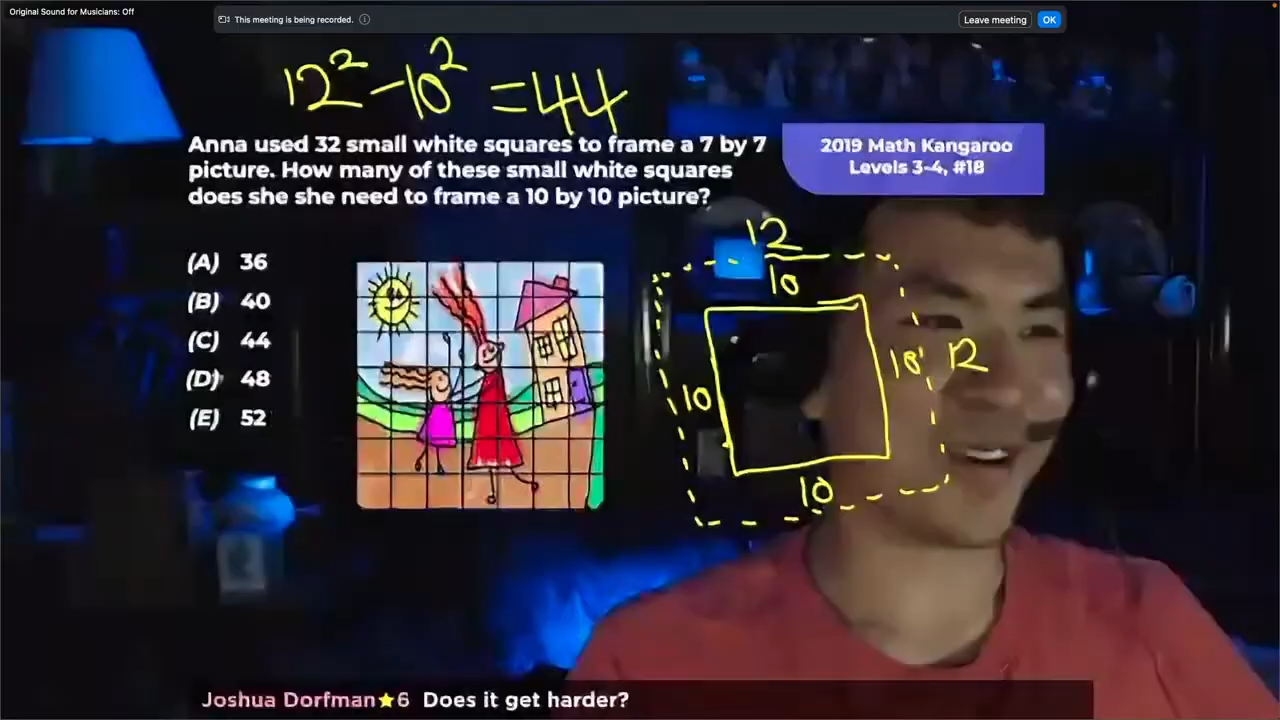 Original Sound for Musicians: Off
This meeting is being recorded.
Leave meeting
OK
12² - 10² = 44
Anna used 32 small white squares to frame a 7 by 7
picture. How many of these small white squares
does she she need to frame a 10 by 10 picture?
2019 Math Kangaroo
Levels 3-4, #18
(A) 36
(B) 40
(C) 44
(D) 48
(E) 52
12
10
10
10
12
10
Joshua Dorfman★6 Does it get harder?